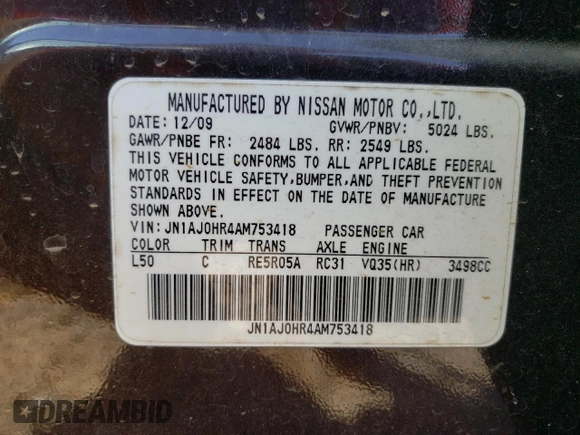 MANUFACTURED BY NISSAN MOTOR CO.,LTD.
DATE: 12/09 GVWR/PNBV: 5024 LBS.
GAWR/PNBE FR: 2484 LBS. RR: 2549 LBS.
THIS VEHICLE CONFORMS TO ALL APPLICABLE FEDERAL
MOTOR VEHICLE SAFETY,BUMPER,AND THEFT PREVENTION
STANDARDS IN EFFECT ON THE DATE OF MANUFACTURE
SHOWN ABOVE.
VIN: JN1AJ0HR4AM753418 PASSENGER CAR
COLOR TRIM TRANS AXLE ENGINE
L50 C RE5R05A RC31 VQ35(HR) 3498CC
JN1AJ0HR4AM753418
DREAMBID